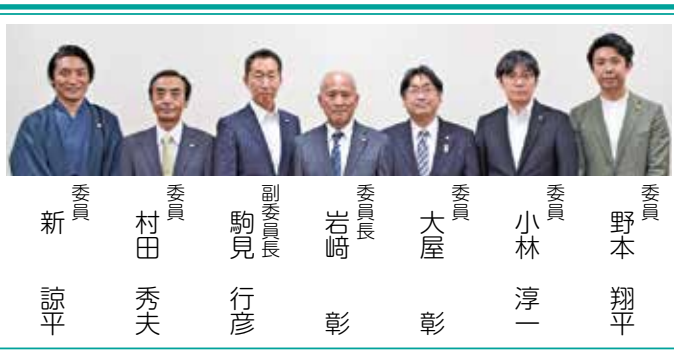 委員 野本 翔平
委員 小林 淳一
委員 大屋 彰
委員長 岩﨑 彰
副委員長 駒見 行彦
委員 村田 秀夫
委員 新 諒平